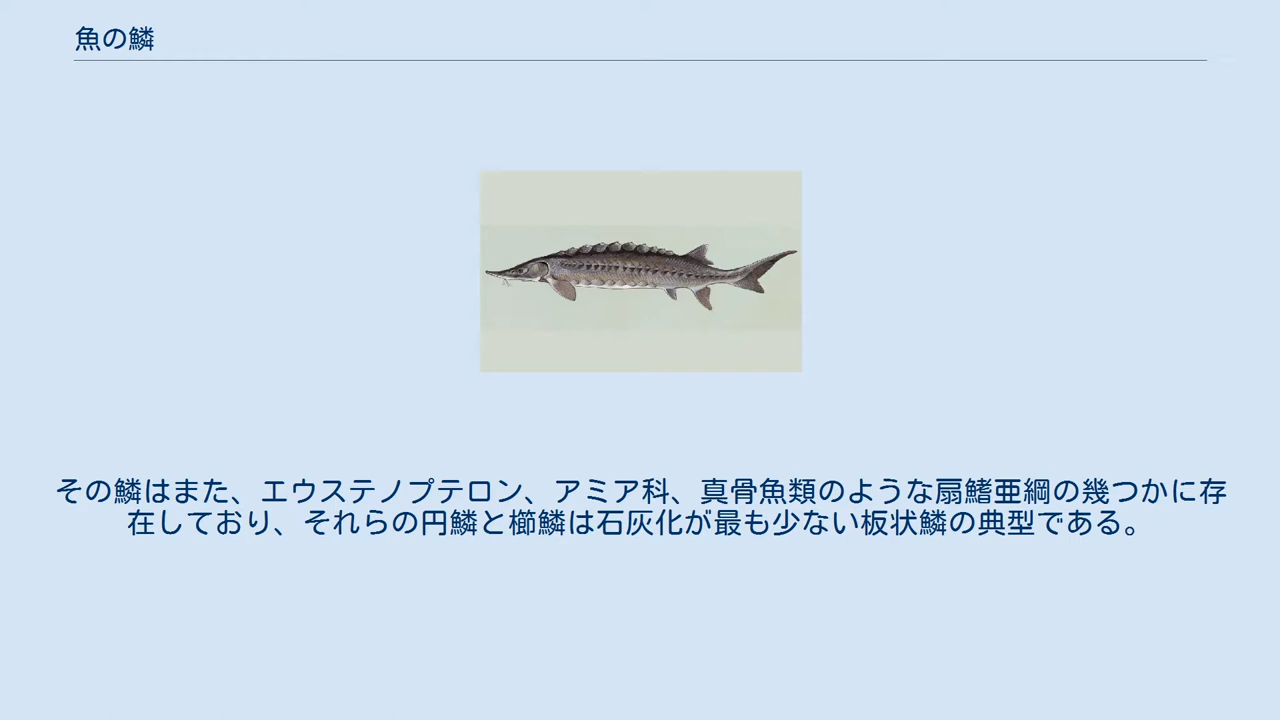 魚の鱗
その鱗はまた、エウステノプテロン、アミア科、真骨魚類のような扇鰭亜綱の幾つかに存
在しており、それらの円鱗と櫛鱗は石灰化が最も少ない板状鱗の典型である。